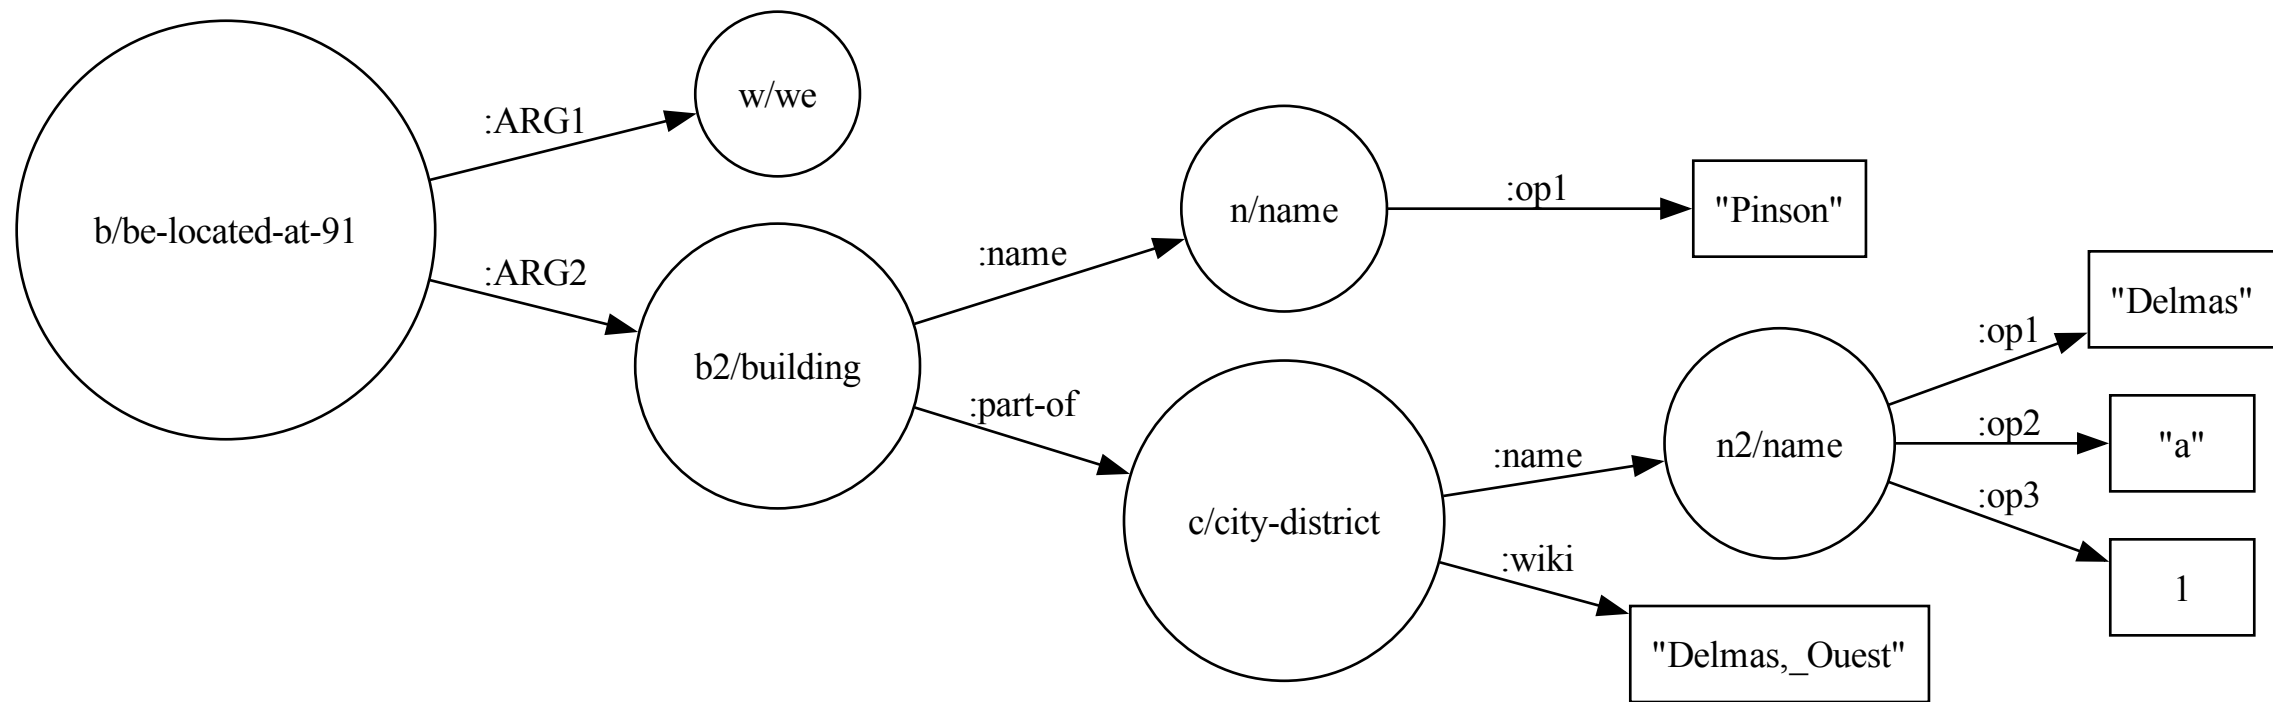 :ARG1
w/we
b/be-located-at-91
:ARG2
b2/building
:name
n/name
:op1
"Pinson"
:part-of
c/city-district
:name
n2/name
:op1
"Delmas"
:op2
"a"
:op3
1
:wiki
"Delmas,_Ouest"